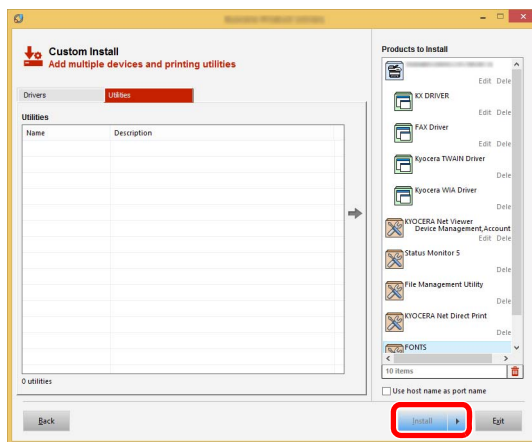 Custom Install
Add multiple devices and printing utilities
Drivers
Utilities
Utilities
Name
Description
0 utilities
Products to Install
Edit Dele
KX DRIVER
Edit Dele
FAX Driver
Edit Dele
Kyocera TWAIN Driver
Dele
Kyocera WIA Driver
Dele
KYOCERA Net Viewer
Device Management,Account
Edit Dele
Status Monitor 5
Dele
File Management Utility
Dele
KYOCERA Net Direct Print
Dele
FONTS
10 items
Use host name as port name
Back
Install
Exit